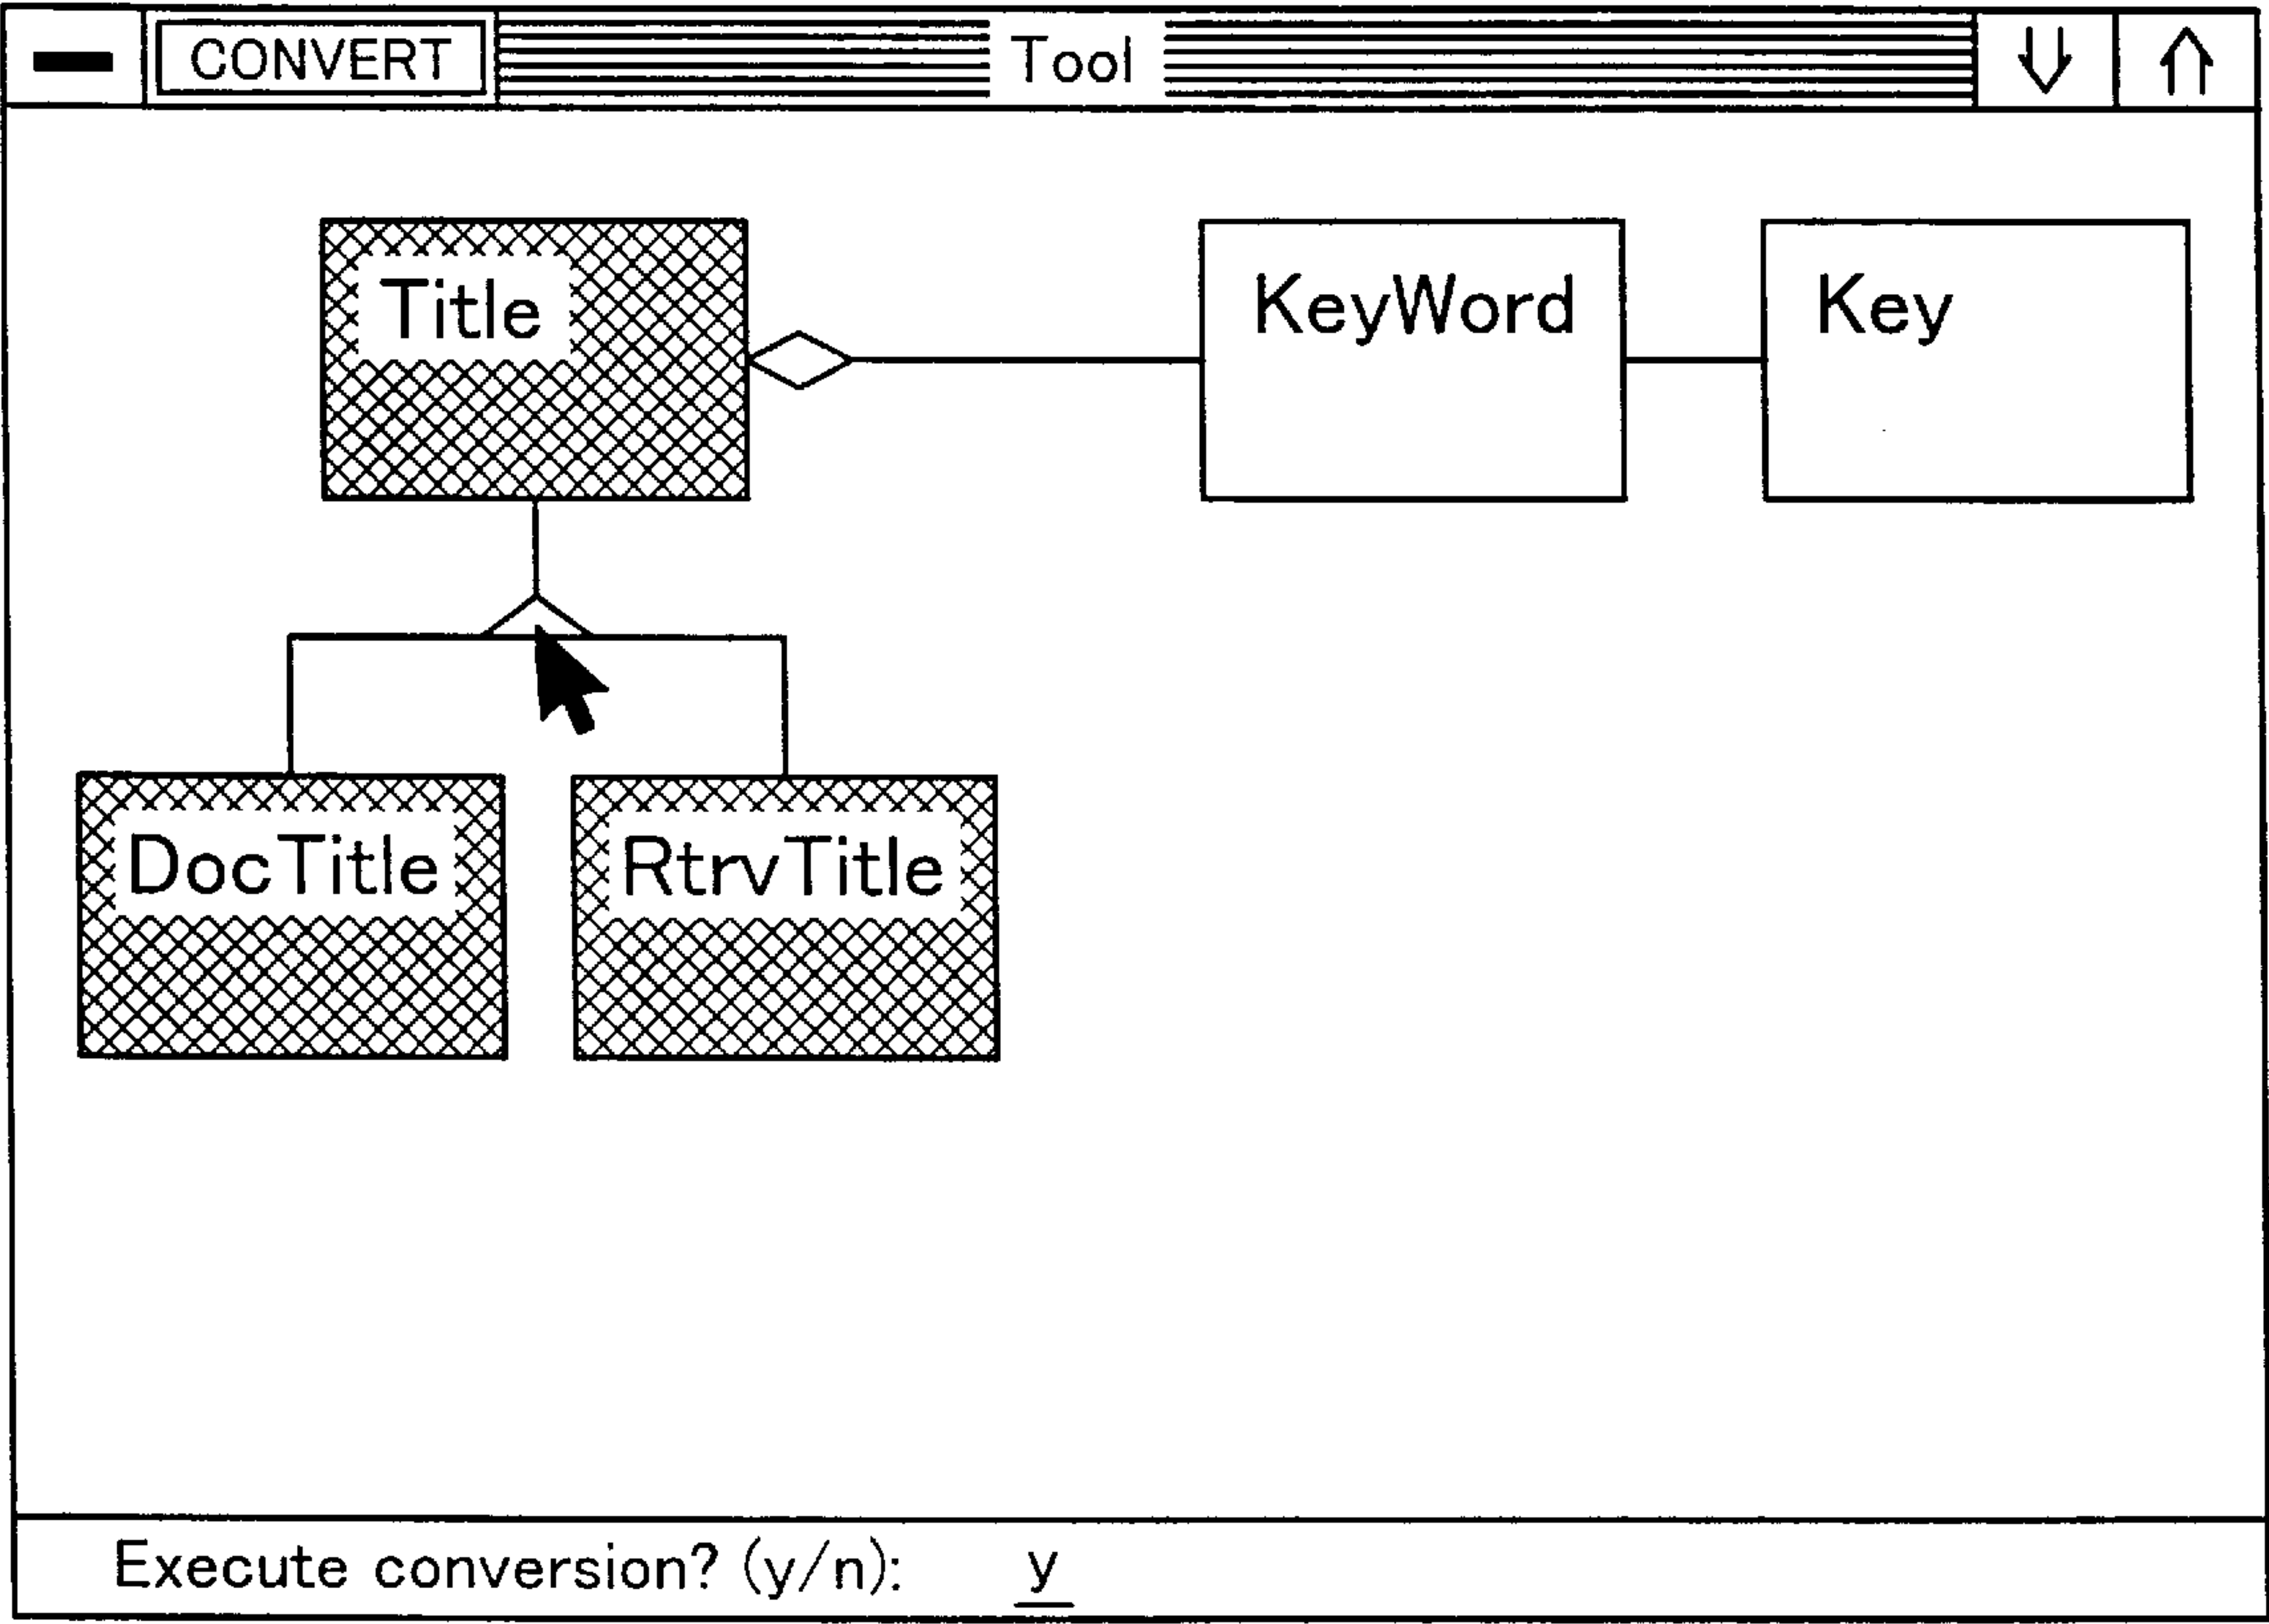 CONVERT Tool
Title KeyWord Key
DocTitle RtrvTitle
Execute conversion? (y/n): y